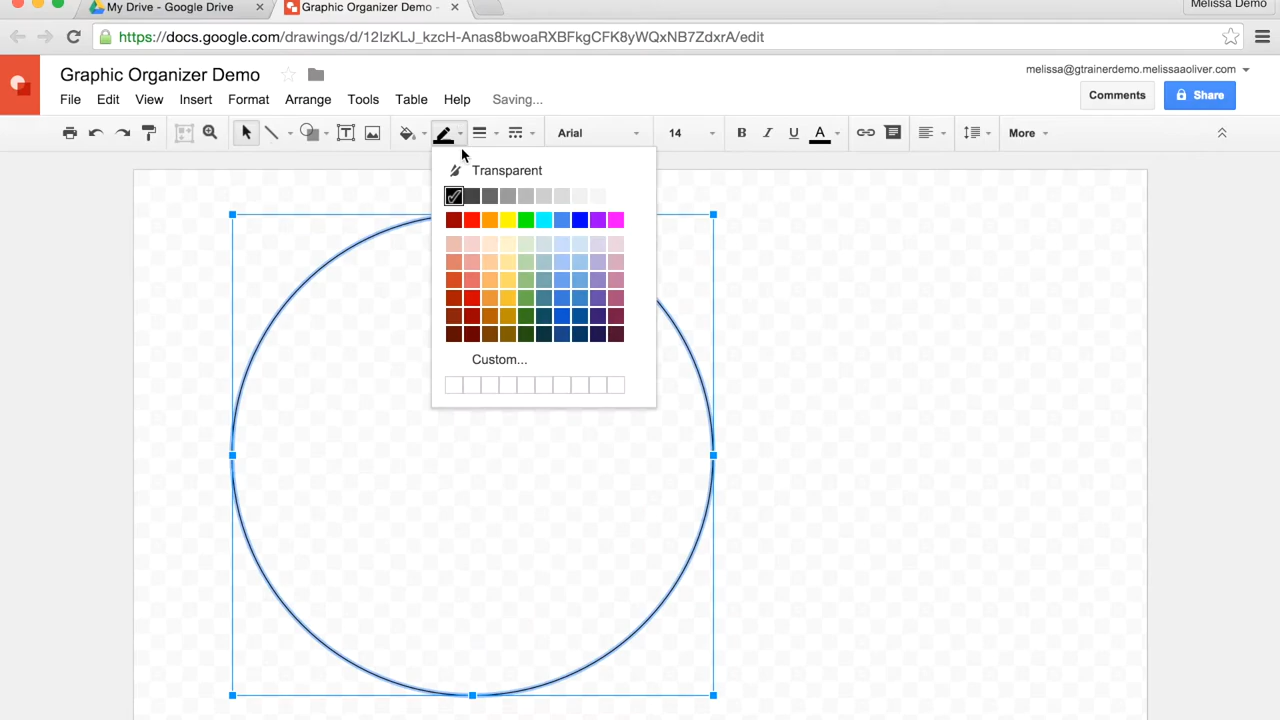 My Drive - Google Drive
Graphic Organizer Demo -
Melissa Demo
https://docs.google.com/drawings/d/12IzKLJ_kzcH-Anas8bwoaRXBFkgCFK8yWQxNB7ZdxrA/edit
Graphic Organizer Demo
melissa@gtrainerdemo.melissaaoliver.com
File Edit View Insert Format Arrange Tools Table Help Saving...
Comments
Share
Arial 14 B I U A More
Transparent
Custom...